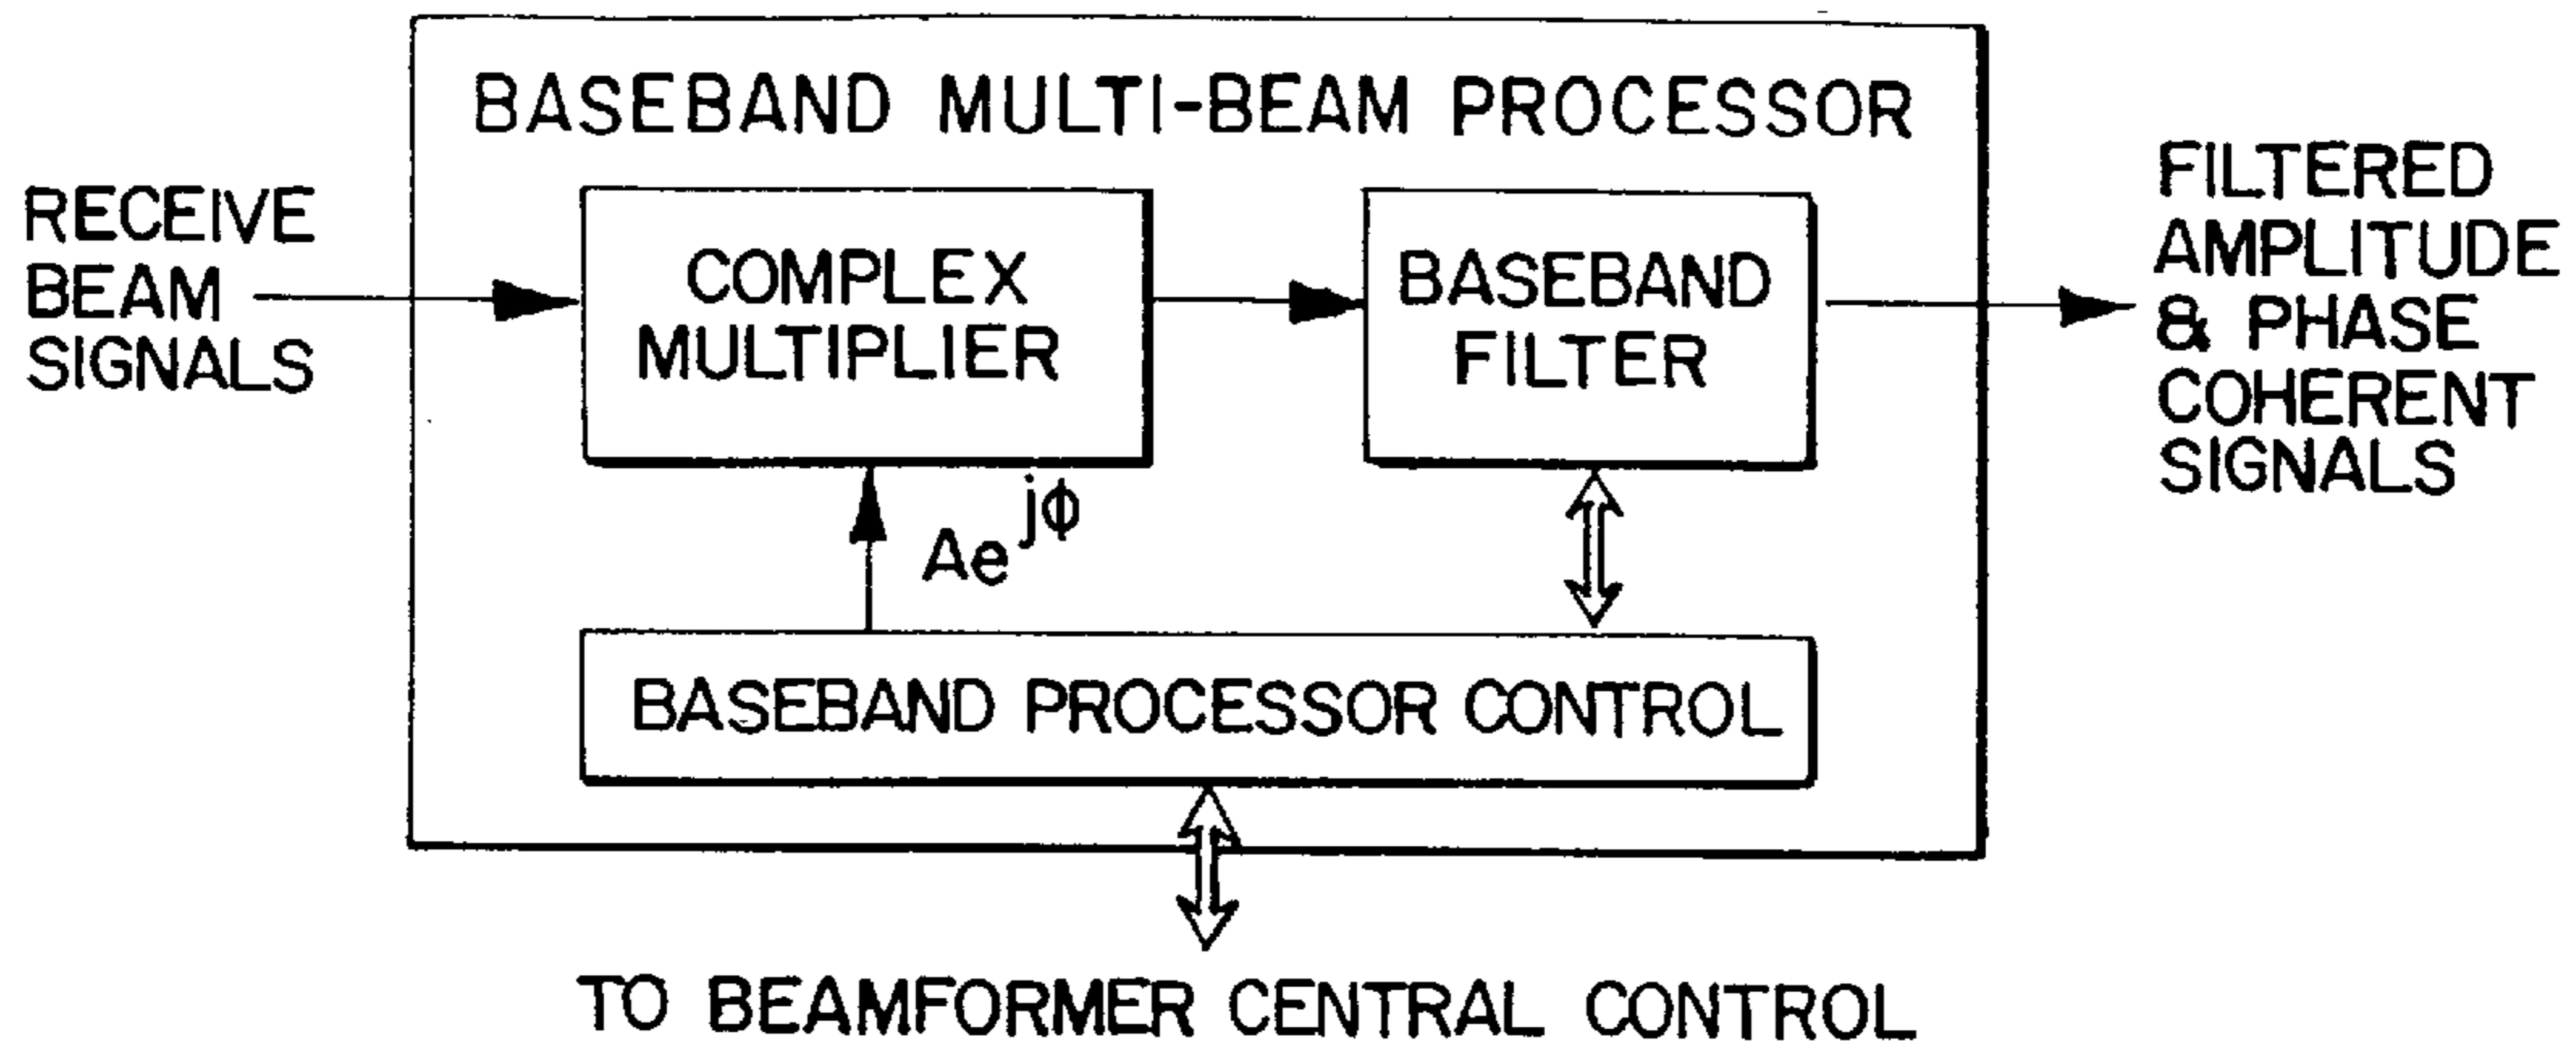 BASEBAND MULTI-BEAM PROCESSOR
RECEIVE
BEAM
SIGNALS
COMPLEX
MULTIPLIER
BASEBAND
FILTER
FILTERED
AMPLITUDE
& PHASE
COHERENT
SIGNALS
Ae^jϕ
BASEBAND PROCESSOR CONTROL
TO BEAMFORMER CENTRAL CONTROL